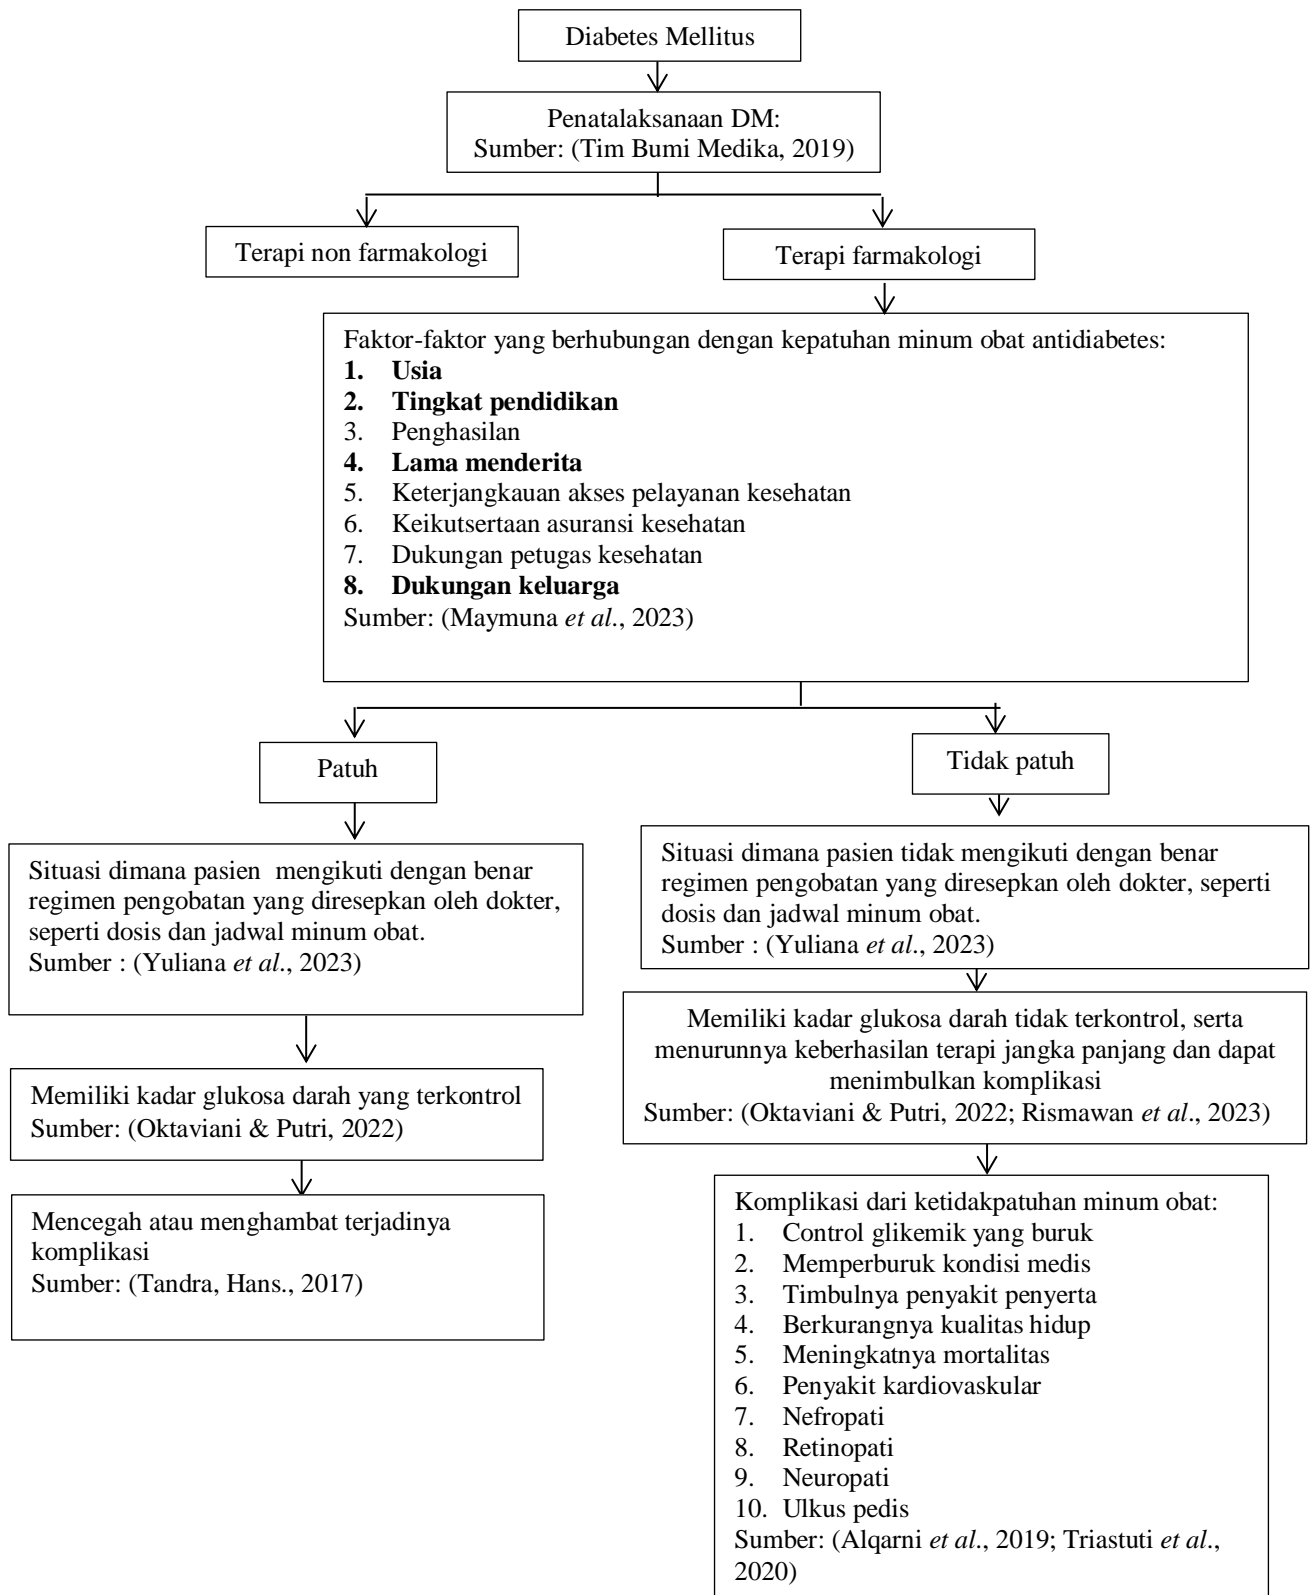 Diabetes Mellitus
Penatalaksanaan DM:
Sumber: (Tim Bumi Medika, 2019)
Terapi non farmakologi
Terapi farmakologi
Faktor-faktor yang berhubungan dengan kepatuhan minum obat antidiabetes:
1. Usia
2. Tingkat pendidikan
3. Penghasilan
4. Lama menderita
5. Keterjangkauan akses pelayanan kesehatan
6. Keikutsertaan asuransi kesehatan
7. Dukungan petugas kesehatan
8. Dukungan keluarga
Sumber: (Maymuna et al., 2023)
Patuh
Tidak patuh
Situasi dimana pasien mengikuti dengan benar
regimen pengobatan yang diresepkan oleh dokter,
seperti dosis dan jadwal minum obat.
Sumber : (Yuliana et al., 2023)
Situasi dimana pasien tidak mengikuti dengan benar
regimen pengobatan yang diresepkan oleh dokter, seperti
dosis dan jadwal minum obat.
Sumber : (Yuliana et al., 2023)
Memiliki kadar glukosa darah yang terkontrol
Sumber: (Oktaviani & Putri, 2022)
Memiliki kadar glukosa darah tidak terkontrol, serta
menurunnya keberhasilan terapi jangka panjang dan dapat
menimbulkan komplikasi
Sumber: (Oktaviani & Putri, 2022; Rismawan et al., 2023)
Mencegah atau menghambat terjadinya
komplikasi
Sumber: (Tandra, Hans., 2017)
Komplikasi dari ketidakpatuhan minum obat:
1. Control glikemik yang buruk
2. Memperburuk kondisi medis
3. Timbulnya penyakit penyerta
4. Berkurangnya kualitas hidup
5. Meningkatnya mortalitas
6. Penyakit kardiovaskular
7. Nefropati
8. Retinopati
9. Neuropati
10. Ulkus pedis
Sumber: (Alqarni et al., 2019; Triastuti et al.,
2020)